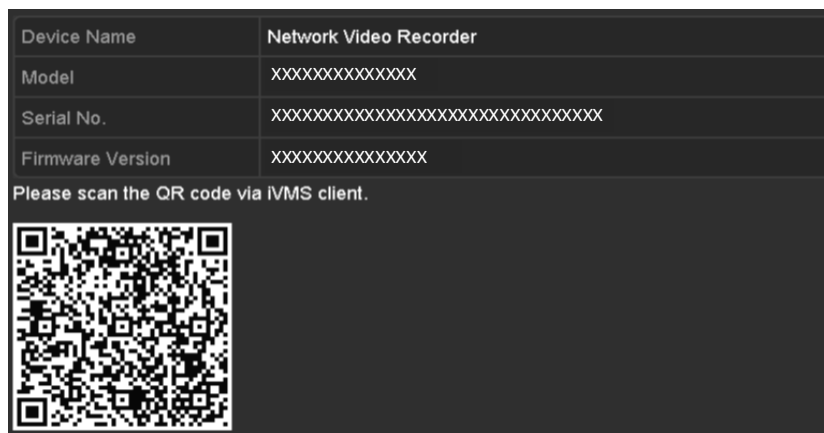 Device Name Network Video Recorder
Model XXXXXXXXXXXXXX
Serial No. XXXXXXXXXXXXXXXXXXXXXXXXXXXXXXXX
Firmware Version XXXXXXXXXXXXXXX
Please scan the QR code via iVMS client.